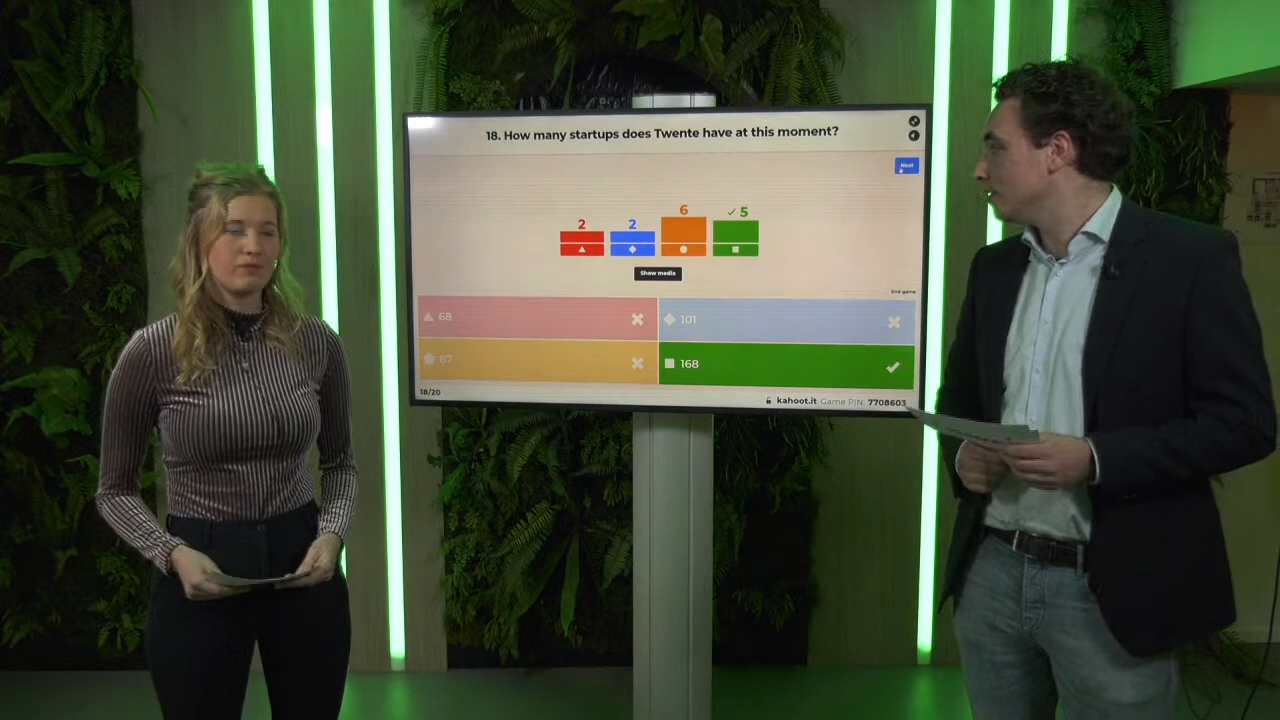 18. How many startups does Twente have at this moment?
Next
2 2 6 ✓ 5
Show media
End game
68 101
87 168
18/20
kahoot.it Game PIN: 7708603